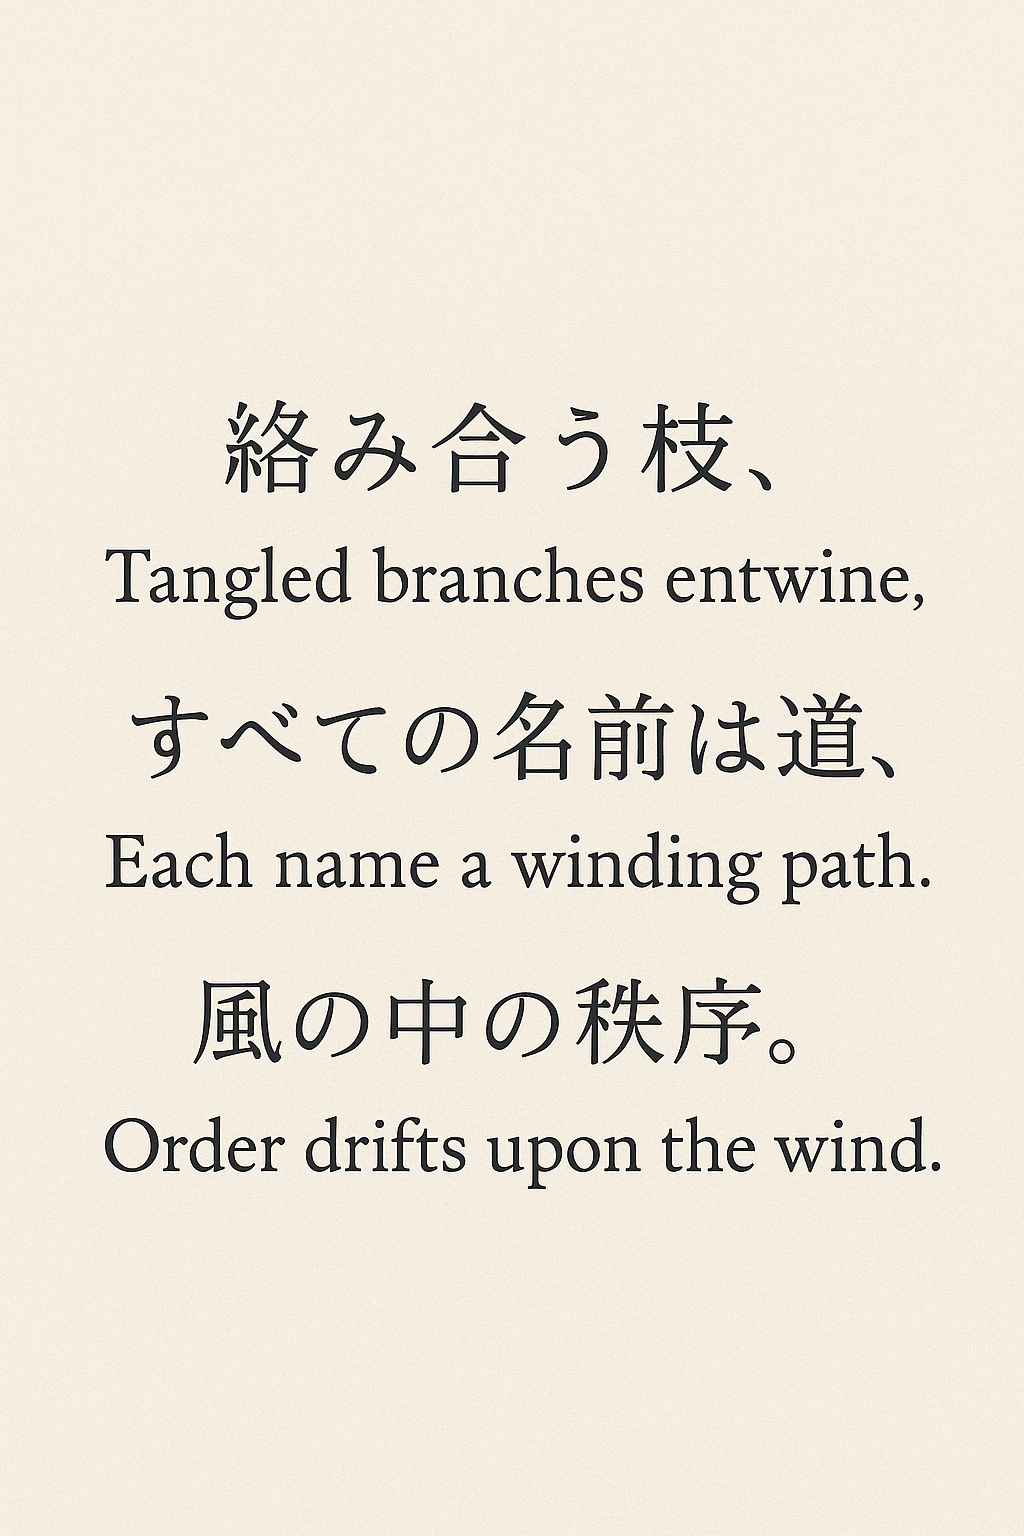 絡み合う枝、
Tangled branches entwine,
すべての名前は道、
Each name a winding path.
風の中の秩序。
Order drifts upon the wind.